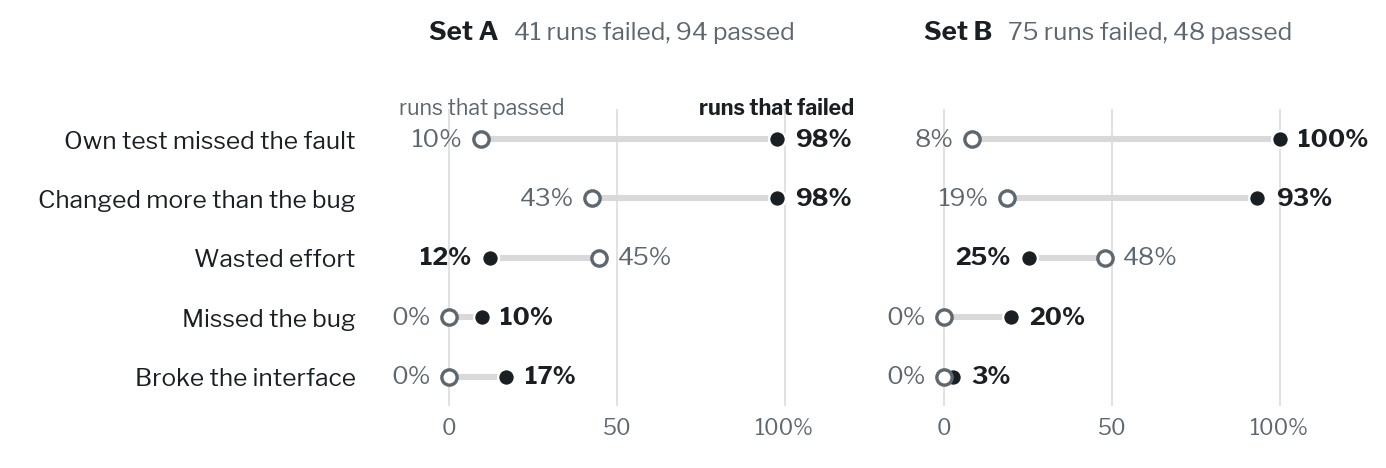 Set A 41 runs failed, 94 passed
Set B 75 runs failed, 48 passed
runs that passed
runs that failed
Own test missed the fault 10% 98% 8% 100%
Changed more than the bug 43% 98% 19% 93%
Wasted effort 12% 45% 25% 48%
Missed the bug 0% 10% 0% 20%
Broke the interface 0% 17% 0% 3%
0 50 100% 0 50 100%